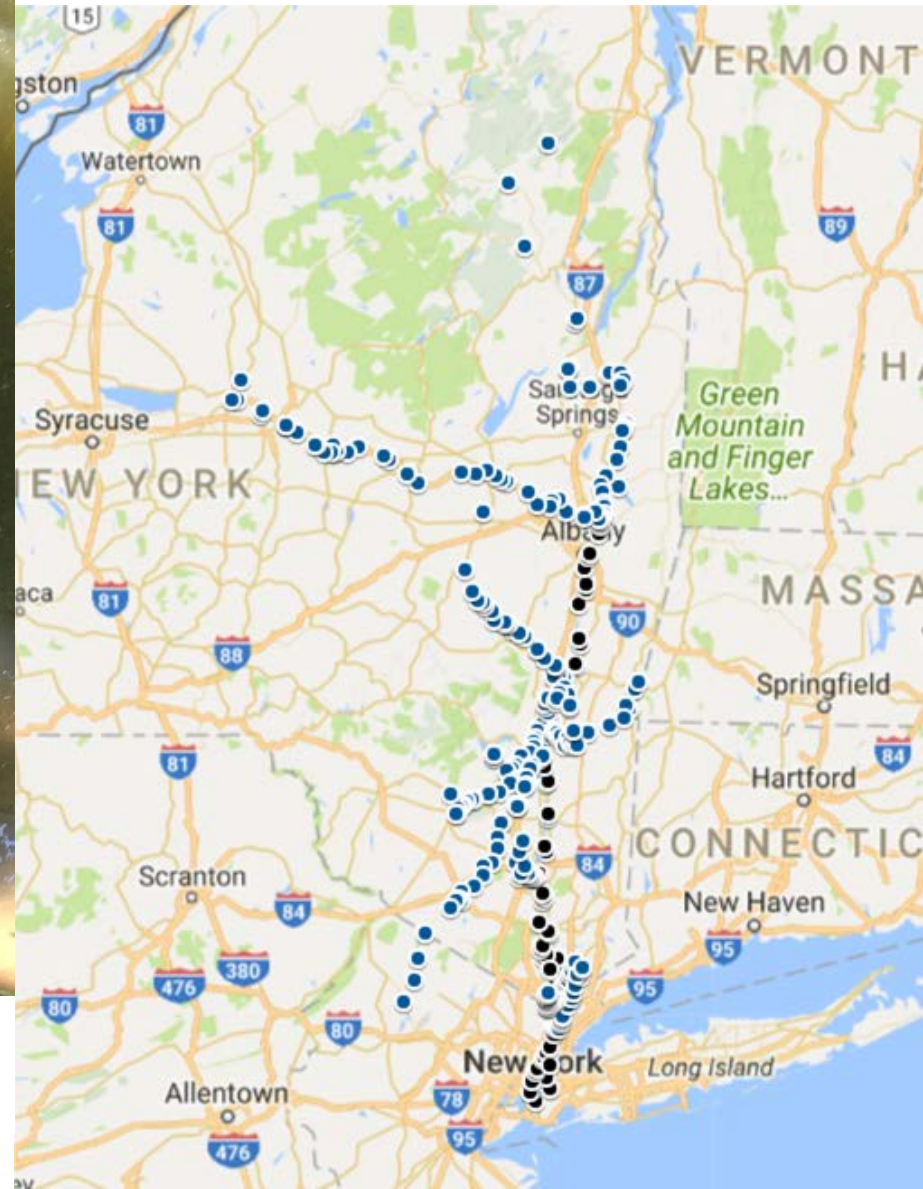 15
VERMONT
gston
81
Watertown
81
89
87
HA
Saratoga
Springs
Green
Mountain
and Finger
Lakes...
Syracuse
NEW YORK
Albany
aca
81
MASSA
90
88
Springfield
81
84
Hartford
CONNECTIC
84
Scranton
84
New Haven
95
380
476
80
95
80
New York
Long Island
Allentown
78
95
476
ey